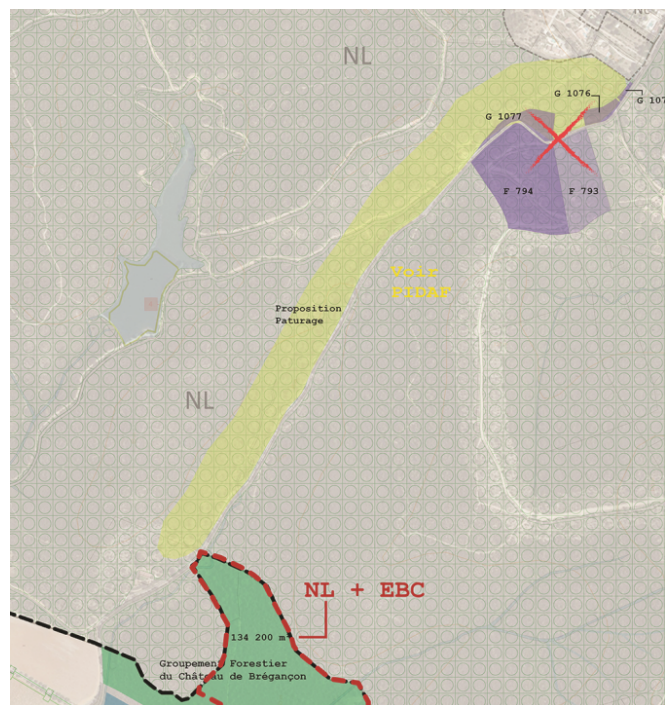 NL
G 1076
G 107
G 1077
F 794
F 793
Voir
PIDAF
Proposition
Paturage
NL
NL + EBC
134 200 m²
Groupement Forestier
du Château de Brégançon